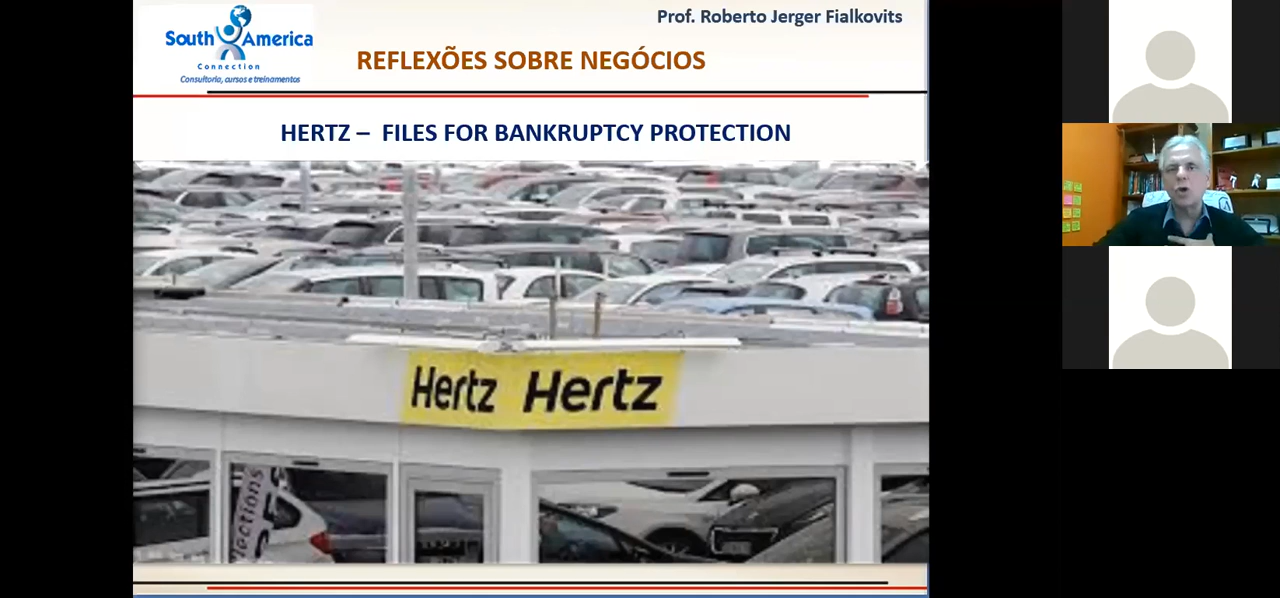 Prof. Roberto Jerger Fialkovits
South America
Connection
Consultoria, cursos e treinamentos
REFLEXÕES SOBRE NEGÓCIOS
HERTZ – FILES FOR BANKRUPTCY PROTECTION
Hertz Hertz